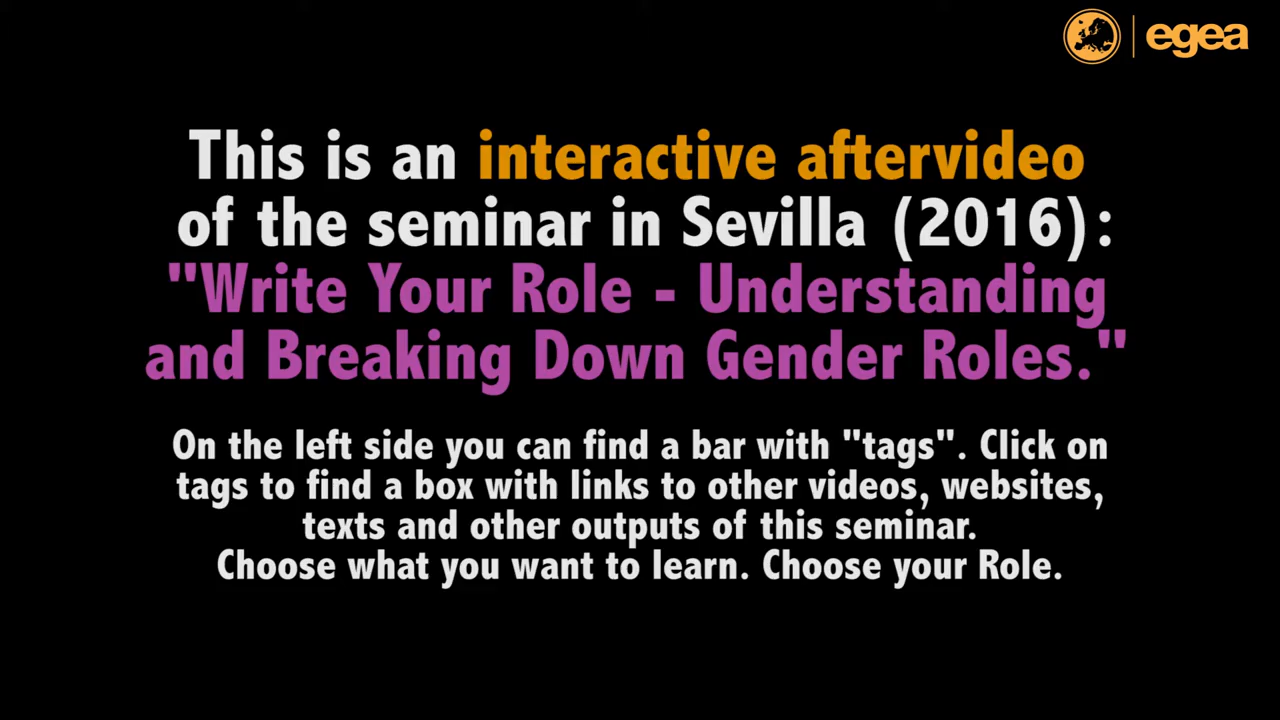 egea
This is an interactive aftervideo
of the seminar in Sevilla (2016):
"Write Your Role - Understanding
and Breaking Down Gender Roles."
On the left side you can find a bar with "tags". Click on
tags to find a box with links to other videos, websites,
texts and other outputs of this seminar.
Choose what you want to learn. Choose your Role.